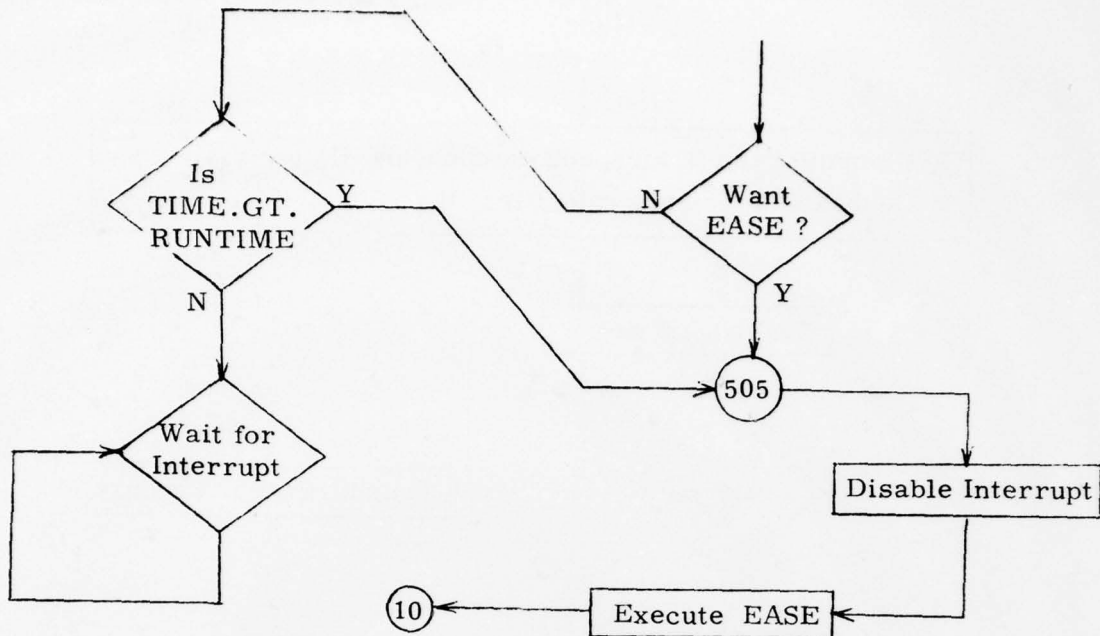 Is
TIME.GT.
RUNTIME
Y
N
N
Want
EASE ?
Y
Wait for
Interrupt
505
Disable Interrupt
Execute EASE
10